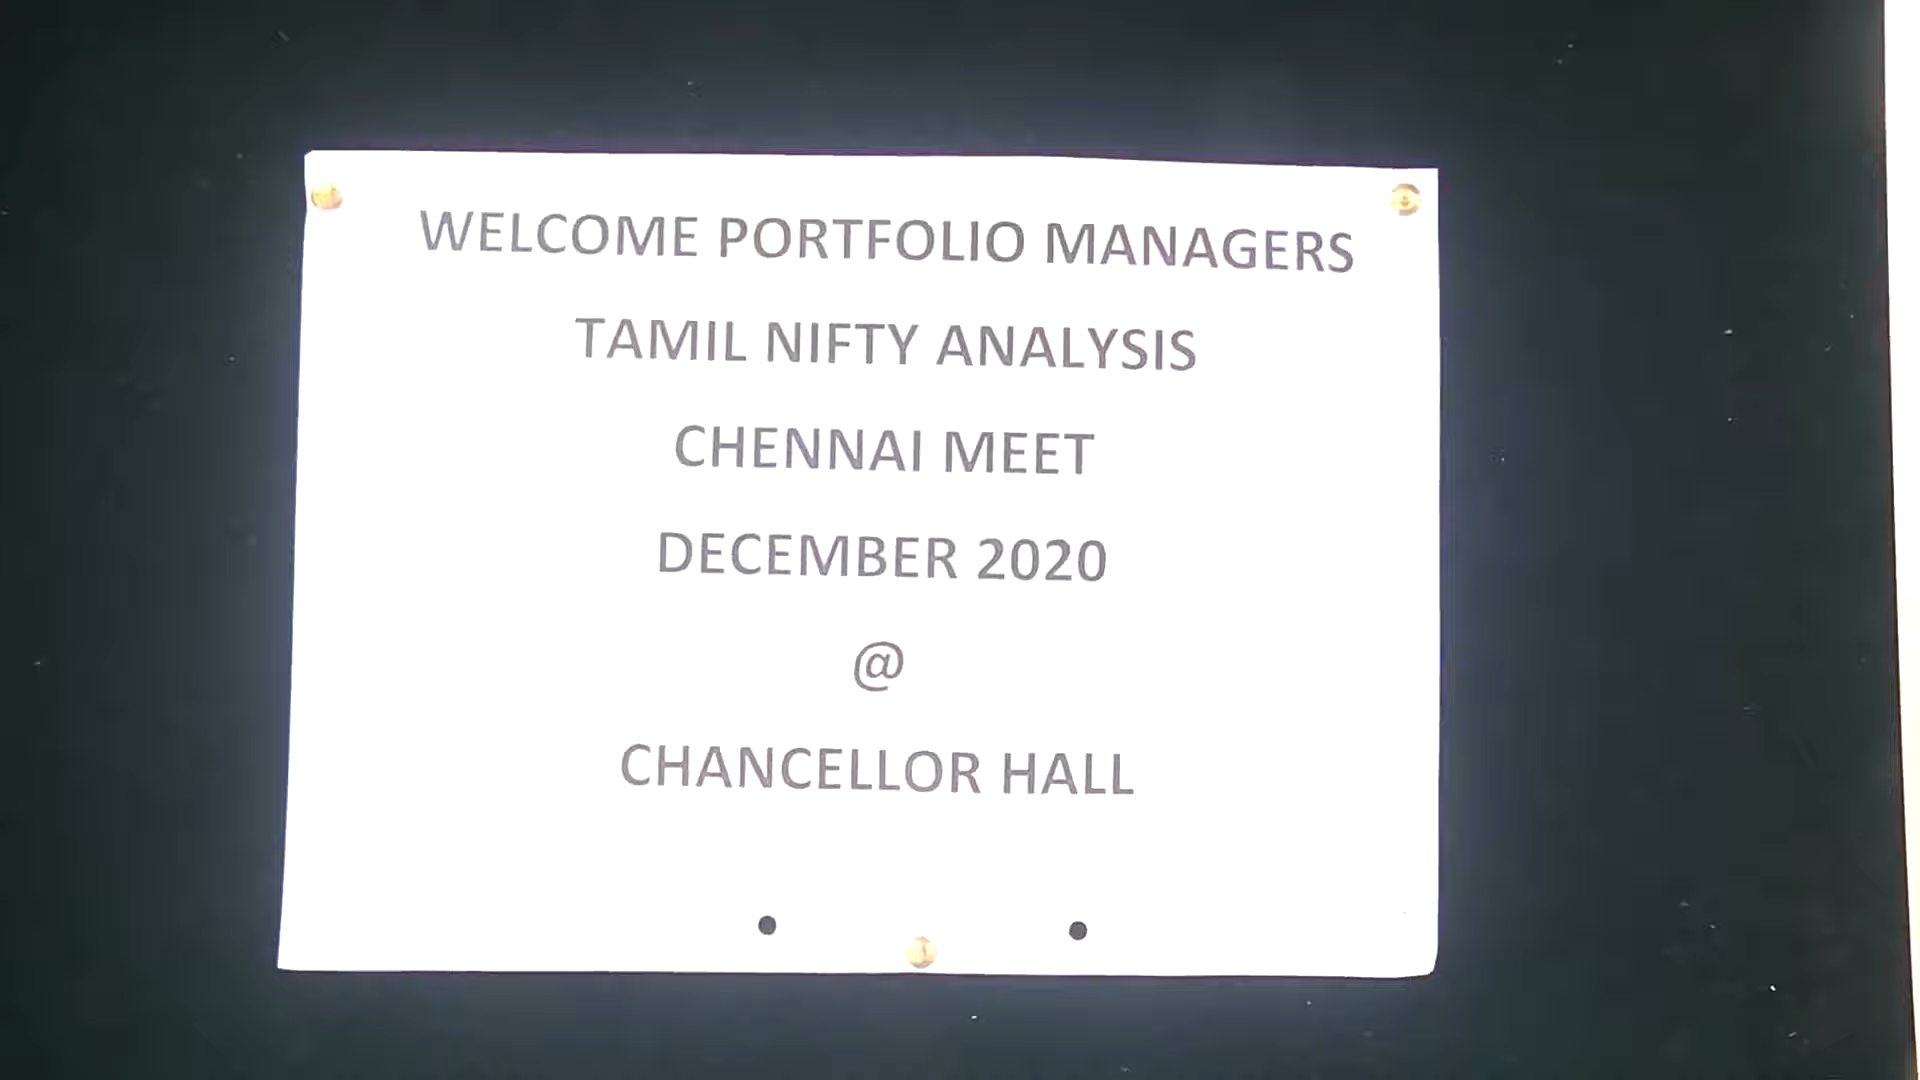 WELCOME PORTFOLIO MANAGERS
TAMIL NIFTY ANALYSIS
CHENNAI MEET
DECEMBER 2020
@
CHANCELLOR HALL